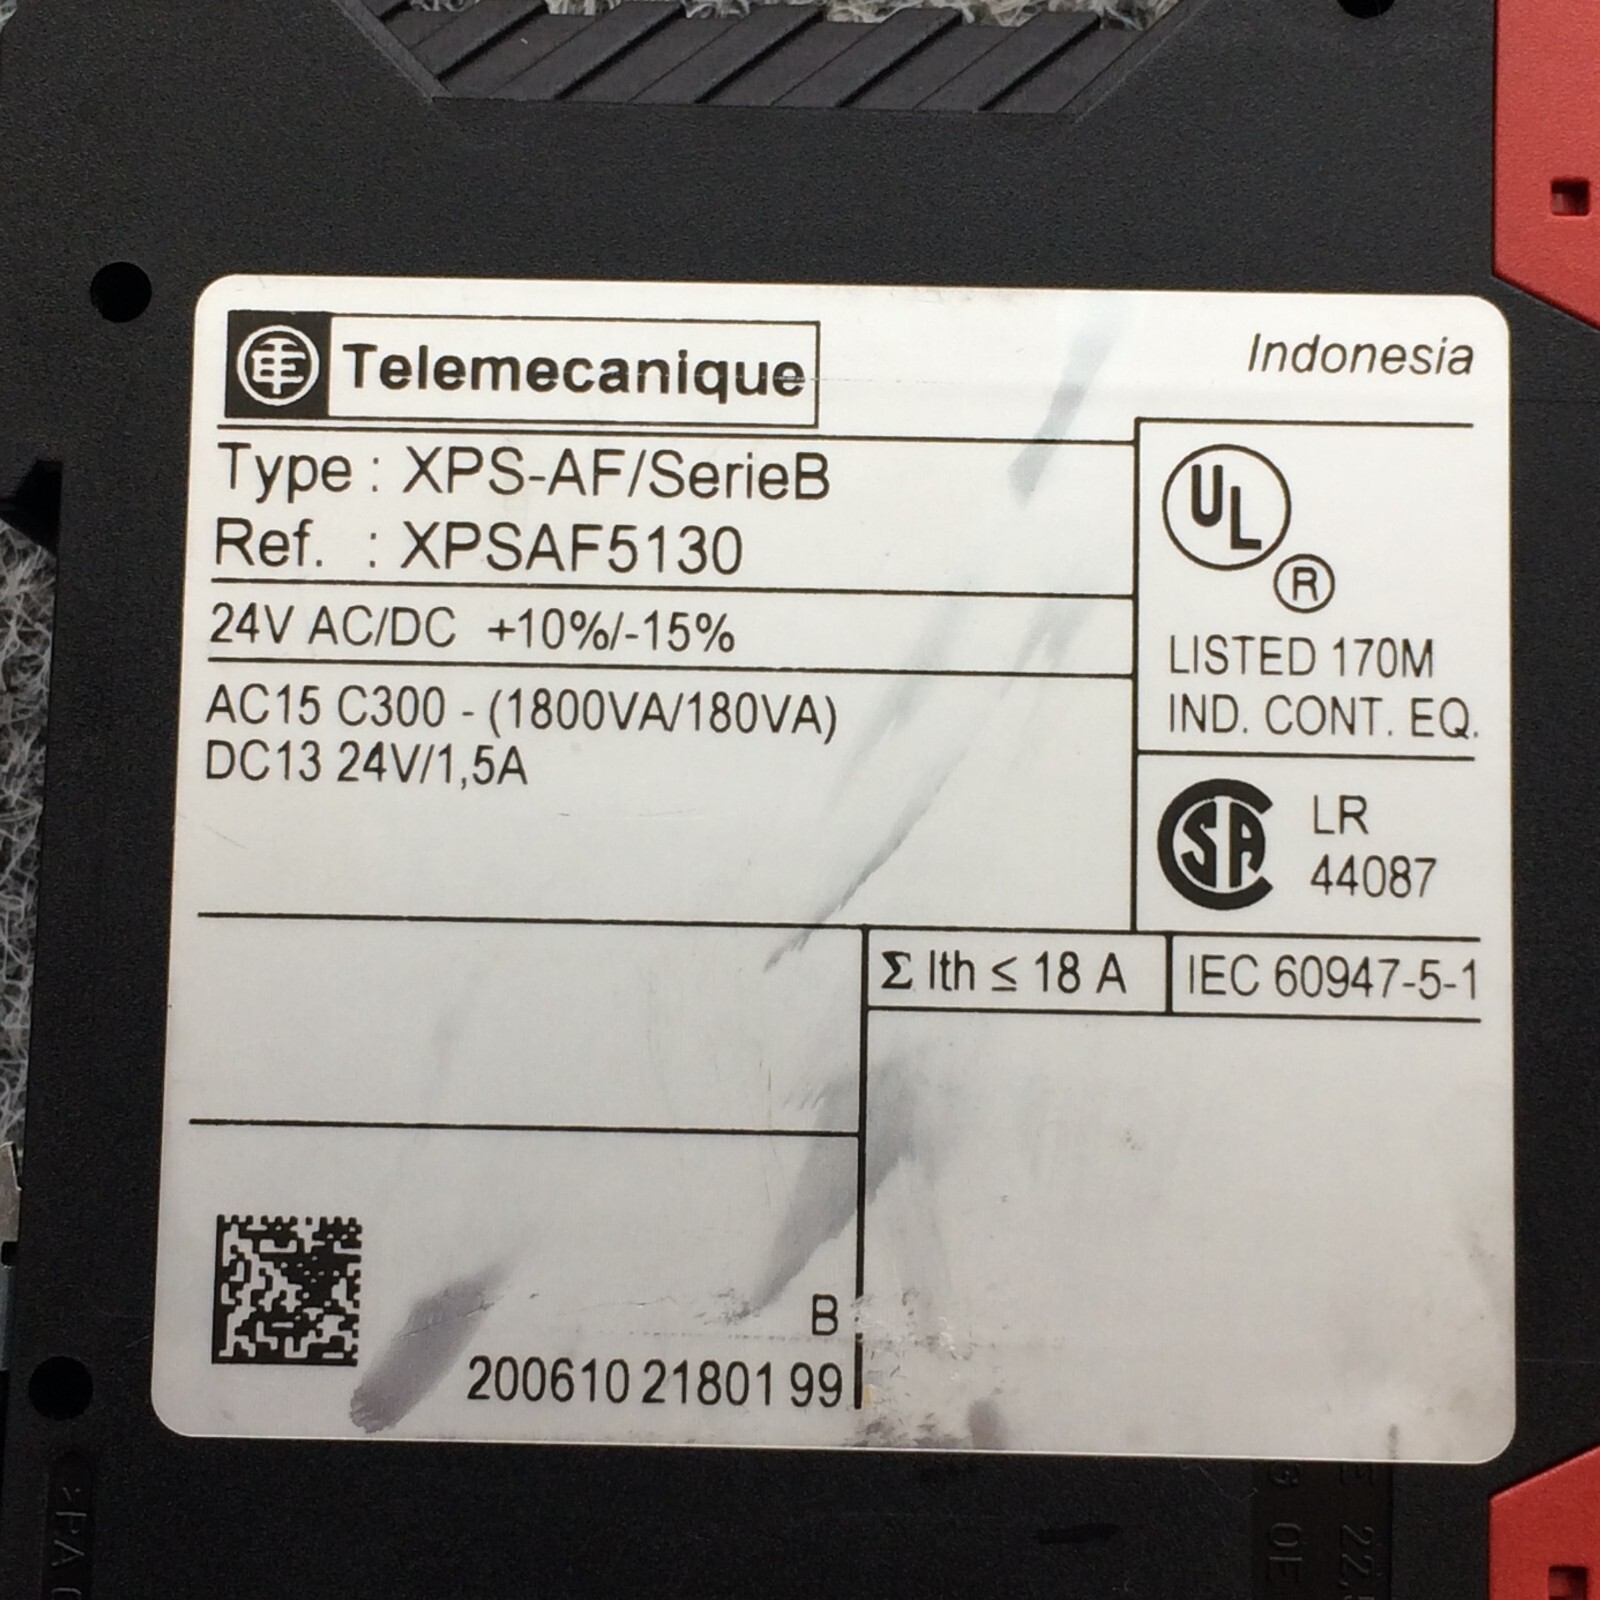 Telemecanique
Indonesia
Type : XPS-AF/SerieB
Ref. : XPSAF5130
24V AC/DC +10%/-15%
AC15 C300 - (1800VA/180VA)
DC13 24V/1,5A
UL
®
LISTED 170M
IND. CONT. EQ.
SA
LR
44087
Σ Ith ≤ 18 A
IEC 60947-5-1
B
200610 21801 99
>PA